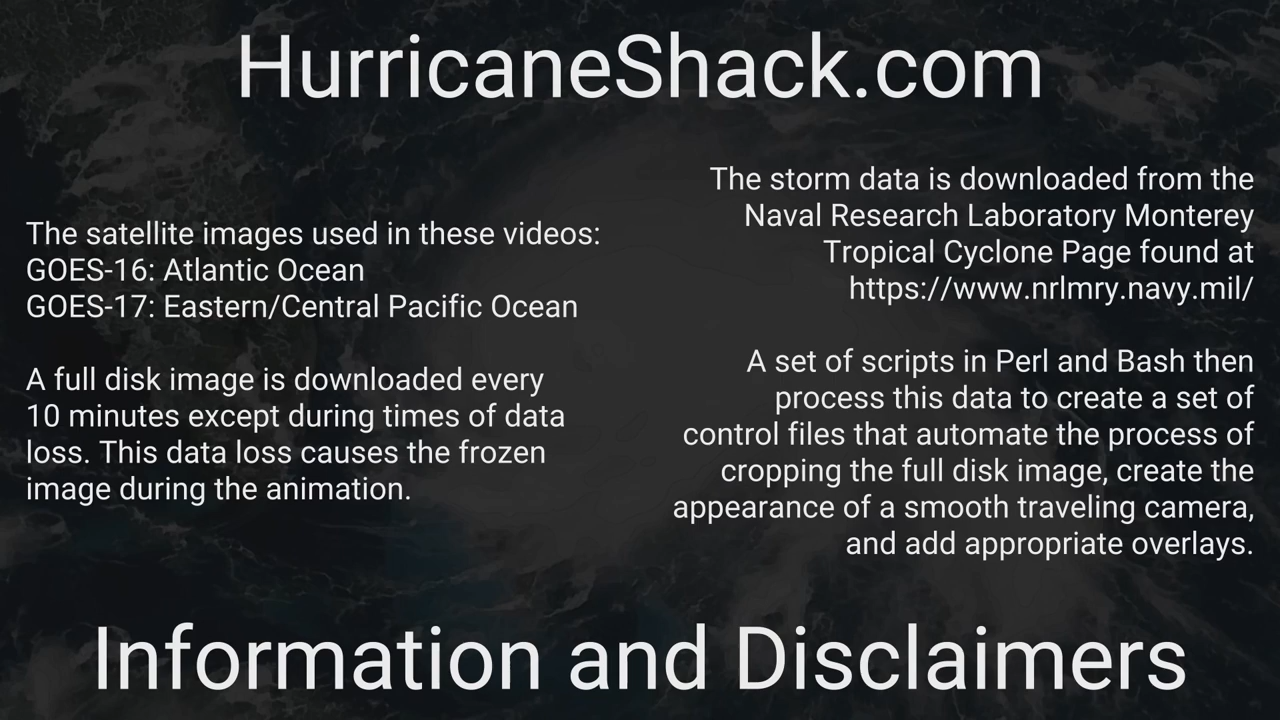 HurricaneShack.com
The satellite images used in these videos:
GOES-16: Atlantic Ocean
GOES-17: Eastern/Central Pacific Ocean
A full disk image is downloaded every
10 minutes except during times of data
loss. This data loss causes the frozen
image during the animation.
The storm data is downloaded from the
Naval Research Laboratory Monterey
Tropical Cyclone Page found at
https://www.nrlmry.navy.mil/
A set of scripts in Perl and Bash then
process this data to create a set of
control files that automate the process of
cropping the full disk image, create the
appearance of a smooth traveling camera,
and add appropriate overlays.
Information and Disclaimers